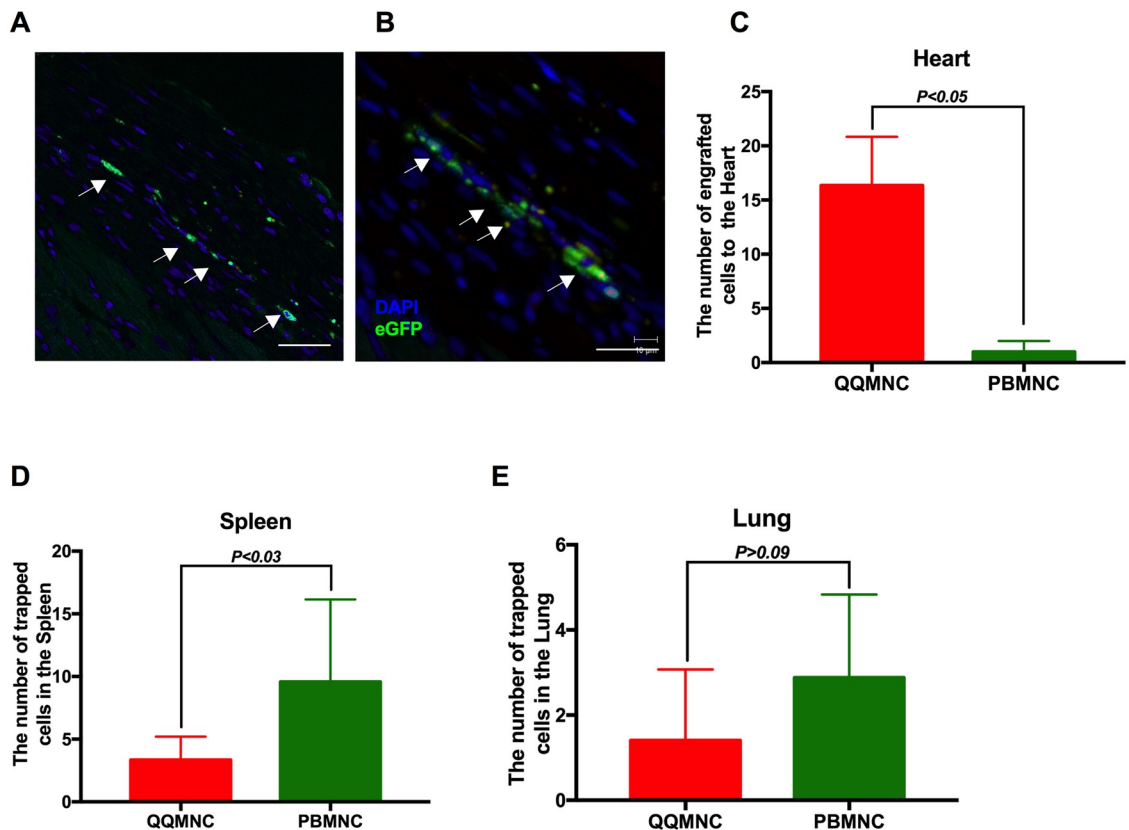 A
B
DAPI
eGFP
10 µm
C
Heart
The number of engrafted
cells to the Heart
25
20
15
10
5
0
P<0.05
QQMNC
PBMNC
D
Spleen
The number of trapped
cells in the Spleen
20
15
10
5
0
P<0.03
QQMNC
PBMNC
E
Lung
The number of trapped
cells in the Lung
6
4
2
0
P>0.09
QQMNC
PBMNC